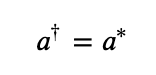 a† = a*